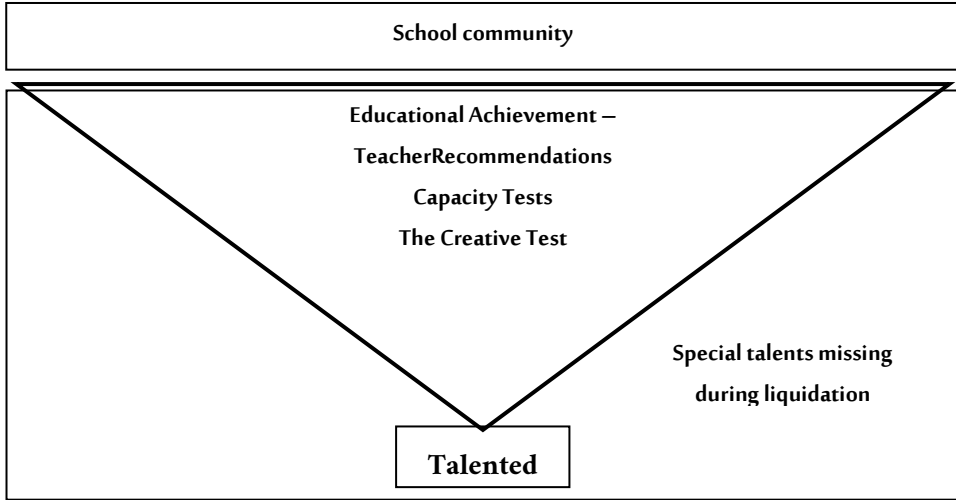 School community
Educational Achievement –
TeacherRecommendations
Capacity Tests
The Creative Test
Special talents missing
during liquidation
Talented